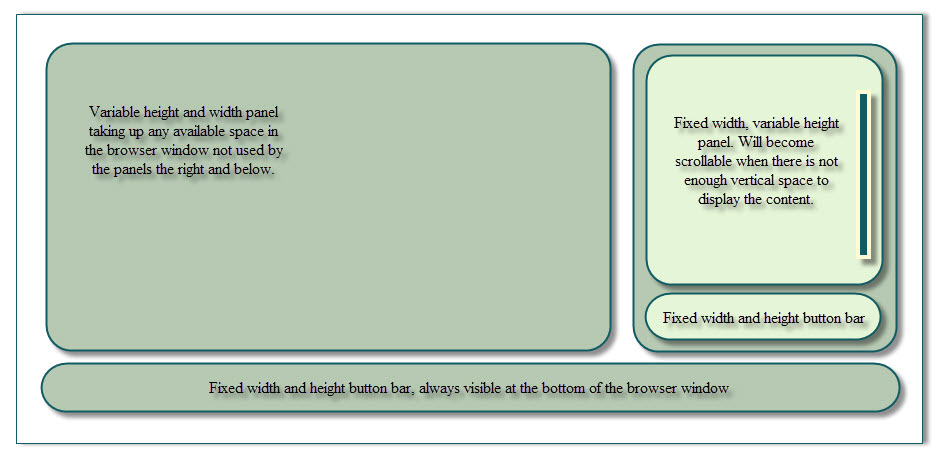 Variable height and width panel
taking up any available space in
the browser window not used by
the panels the right and below.
Fixed width, variable height
panel. Will become
scrollable when there is not
enough vertical space to
display the content.
Fixed width and height button bar
Fixed width and height button bar, always visible at the bottom of the browser window